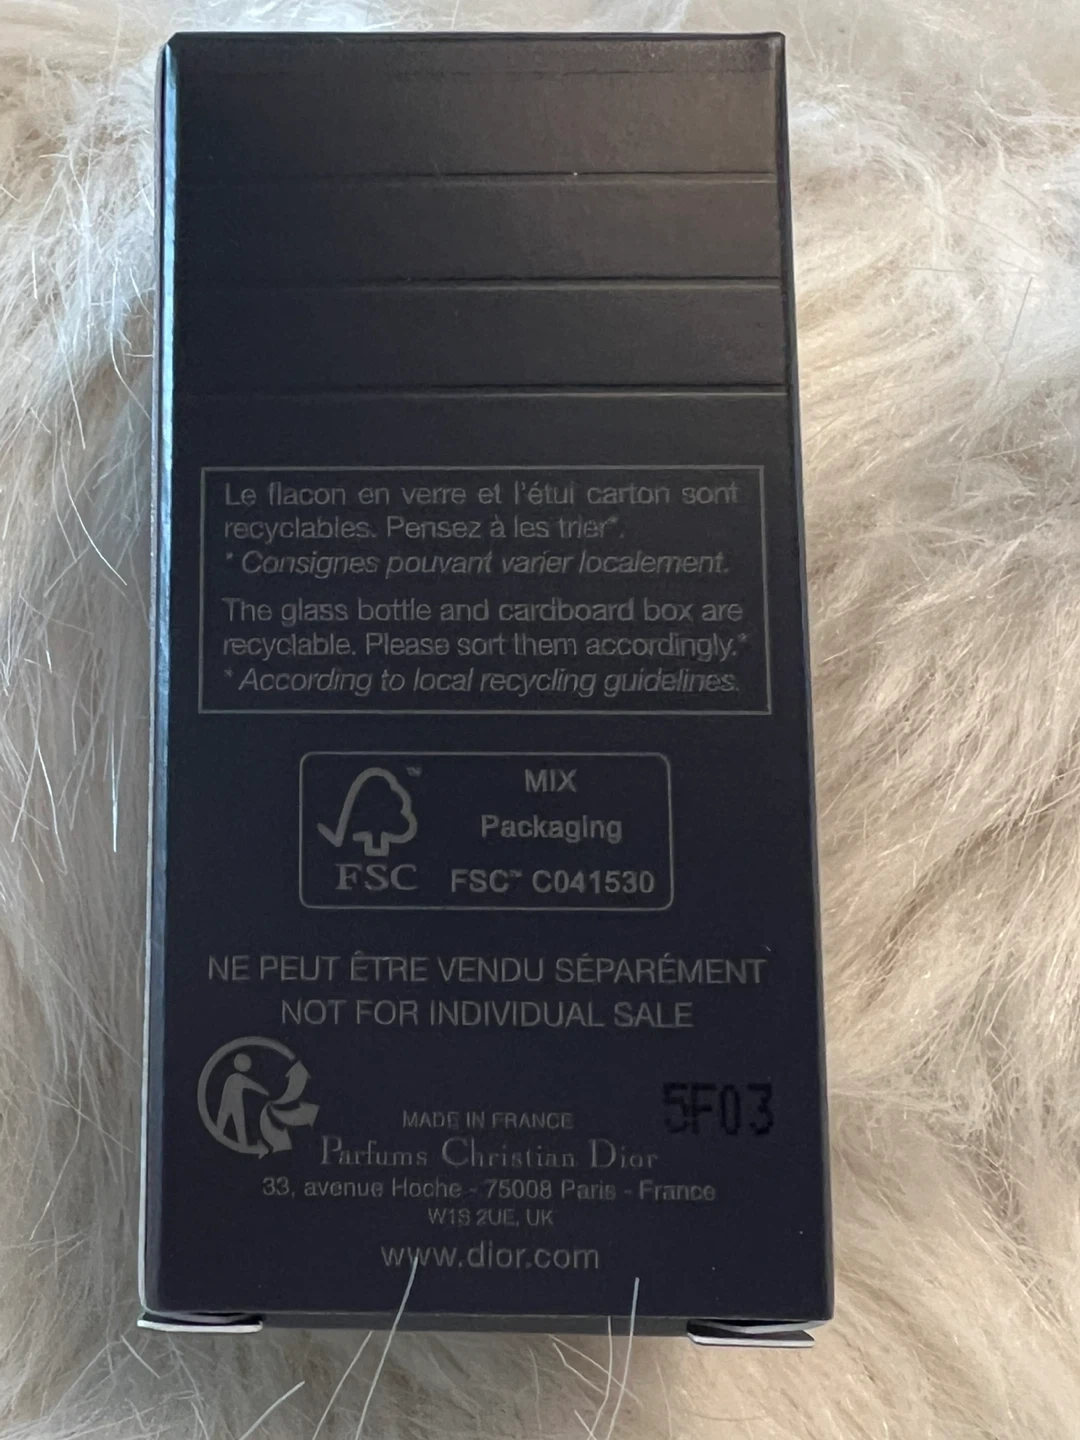 Le flacon en verre et l'étui carton sont
recyclables. Pensez à les trier*.
* Consignes pouvant varier localement.
The glass bottle and cardboard box are
recyclable. Please sort them accordingly.*
* According to local recycling guidelines.
™
FSC
MIX
Packaging
FSC™ C041530
NE PEUT ÊTRE VENDU SÉPARÉMENT
NOT FOR INDIVIDUAL SALE
5F03
MADE IN FRANCE
Parfums Christian Dior
33, avenue Hoche - 75008 Paris - France
W1S 2UE, UK
www.dior.com